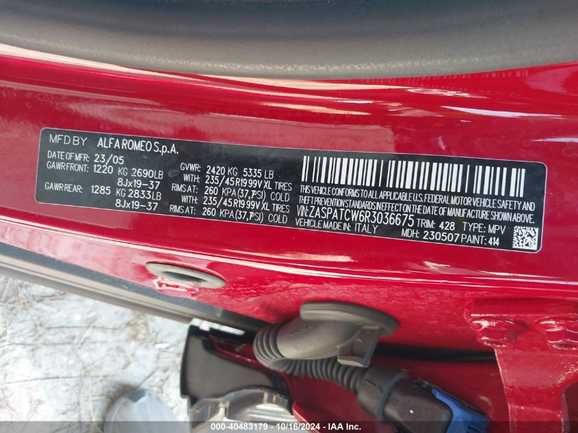 MFD BY ALFA ROMEO S.p.A.
DATE OF MFR: 23/05 GVWR: 2420 KG 5335 LB
GAWR FRONT: 1220 KG 2690LB WITH: 235/45R19 99V XL TIRES
8Jx19-37 RIMS AT: 260 KPA(37,7PSI) COLD
GAWR REAR: 1285 KG 2833LB WITH: 235/45R19 99V XL TIRES
8Jx19-37 RIMS AT: 260 KPA(37,7PSI) COLD
THIS VEHICLE CONFORMS TO ALL APPLICABLE FEDERAL MOTOR VEHICLE SAFETY, BUMPER, AND
THEFT PREVENTION STANDARDS IN EFFECT ON THE DATE OF MANUFACTURE SHOWN ABOVE.
VIN: ZASPATCW6R3036675 TRIM: 428 TYPE: MPV
VEHICLE MADE IN: ITALY MDH: 230507 PAINT: 414
000-40483179 - 10/16/2024 - IAA Inc.